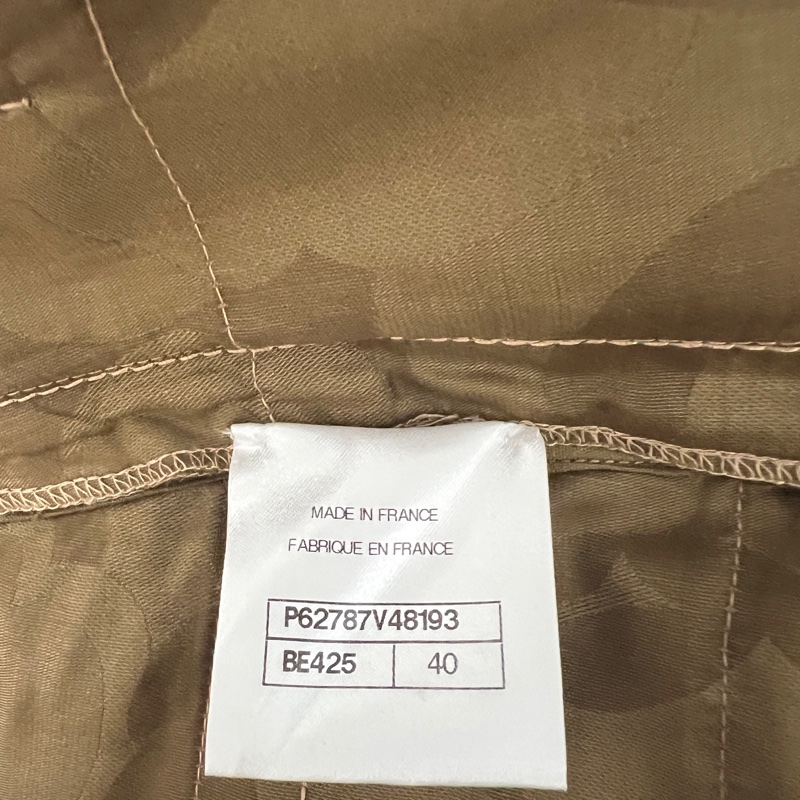 MADE IN FRANCE
FABRIQUE EN FRANCE
P62787V48193
BE425 40